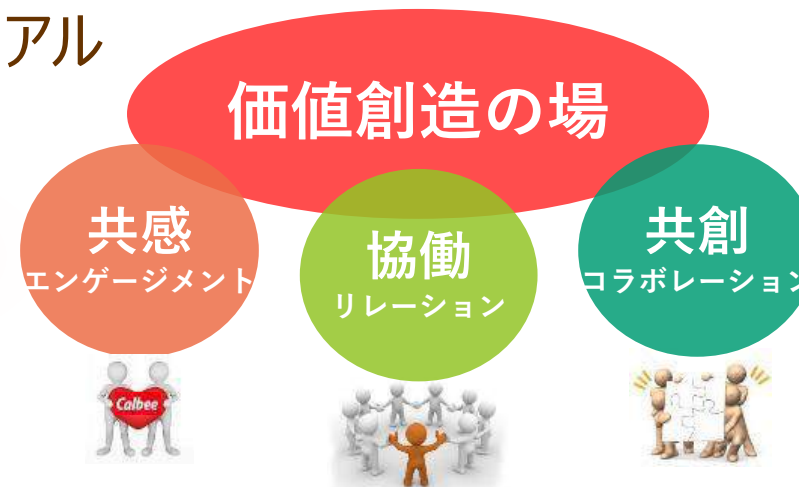 アル
価値創造の場
共感
エンゲージメント
協働
リレーション
共創
コラボレーション
Calbee